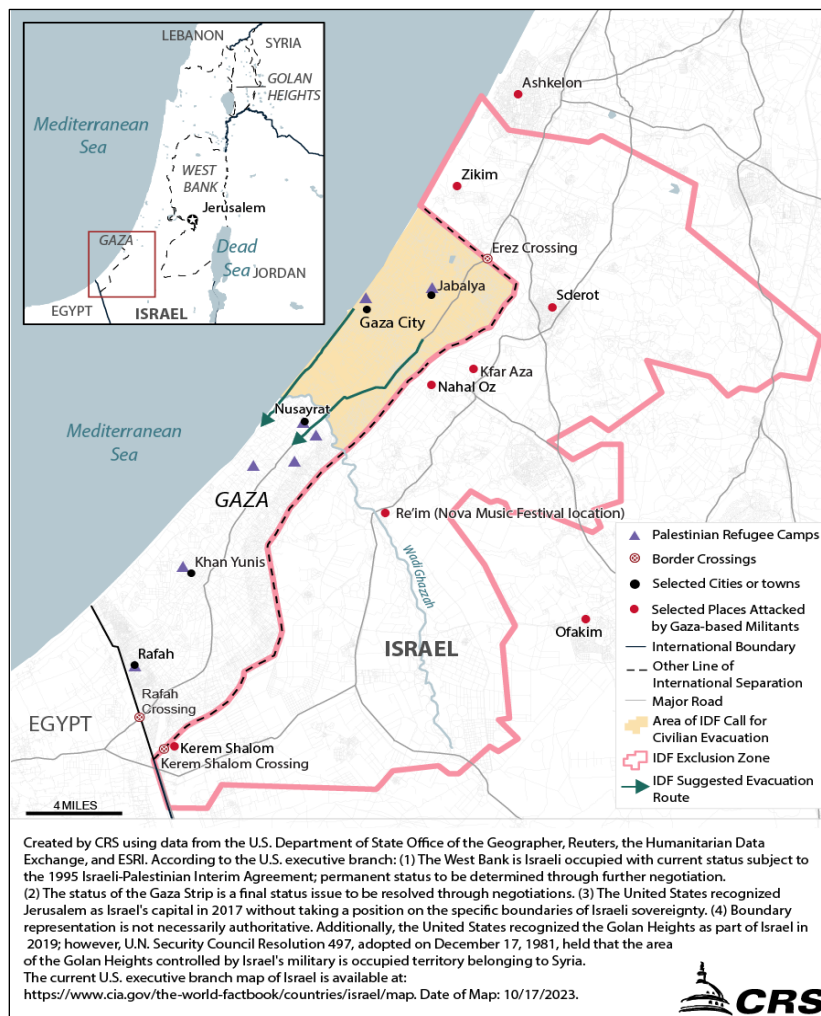 LEBANON
SYRIA
GOLAN
HEIGHTS
Mediterranean
Sea
WEST
BANK
Jerusalem
GAZA
Dead
Sea
JORDAN
EGYPT
ISRAEL
Ashkelon
Zikim
Erez Crossing
Jabalya
Sderot
Gaza City
Kfar Aza
Nahal Oz
Nusayrat
Mediterranean
Sea
GAZA
Re'im (Nova Music Festival location)
Khan Yunis
Wadi Ghazzah
Ofakim
ISRAEL
Rafah
Rafah
Crossing
EGYPT
Kerem Shalom
Kerem Shalom Crossing
4 MILES
Palestinian Refugee Camps
Border Crossings
Selected Cities or towns
Selected Places Attacked
by Gaza-based Militants
International Boundary
Other Line of
International Separation
Major Road
Area of IDF Call for
Civilian Evacuation
IDF Exclusion Zone
IDF Suggested Evacuation
Route
Created by CRS using data from the U.S. Department of State Office of the Geographer, Reuters, the Humanitarian Data
Exchange, and ESRI. According to the U.S. executive branch: (1) The West Bank is Israeli occupied with current status subject to
the 1995 Israeli-Palestinian Interim Agreement; permanent status to be determined through further negotiation.
(2) The status of the Gaza Strip is a final status issue to be resolved through negotiations. (3) The United States recognized
Jerusalem as Israel's capital in 2017 without taking a position on the specific boundaries of Israeli sovereignty. (4) Boundary
representation is not necessarily authoritative. Additionally, the United States recognized the Golan Heights as part of Israel in
2019; however, U.N. Security Council Resolution 497, adopted on December 17, 1981, held that the area
of the Golan Heights controlled by Israel's military is occupied territory belonging to Syria.
The current U.S. executive branch map of Israel is available at:
https://www.cia.gov/the-world-factbook/countries/israel/map. Date of Map: 10/17/2023.
CRS